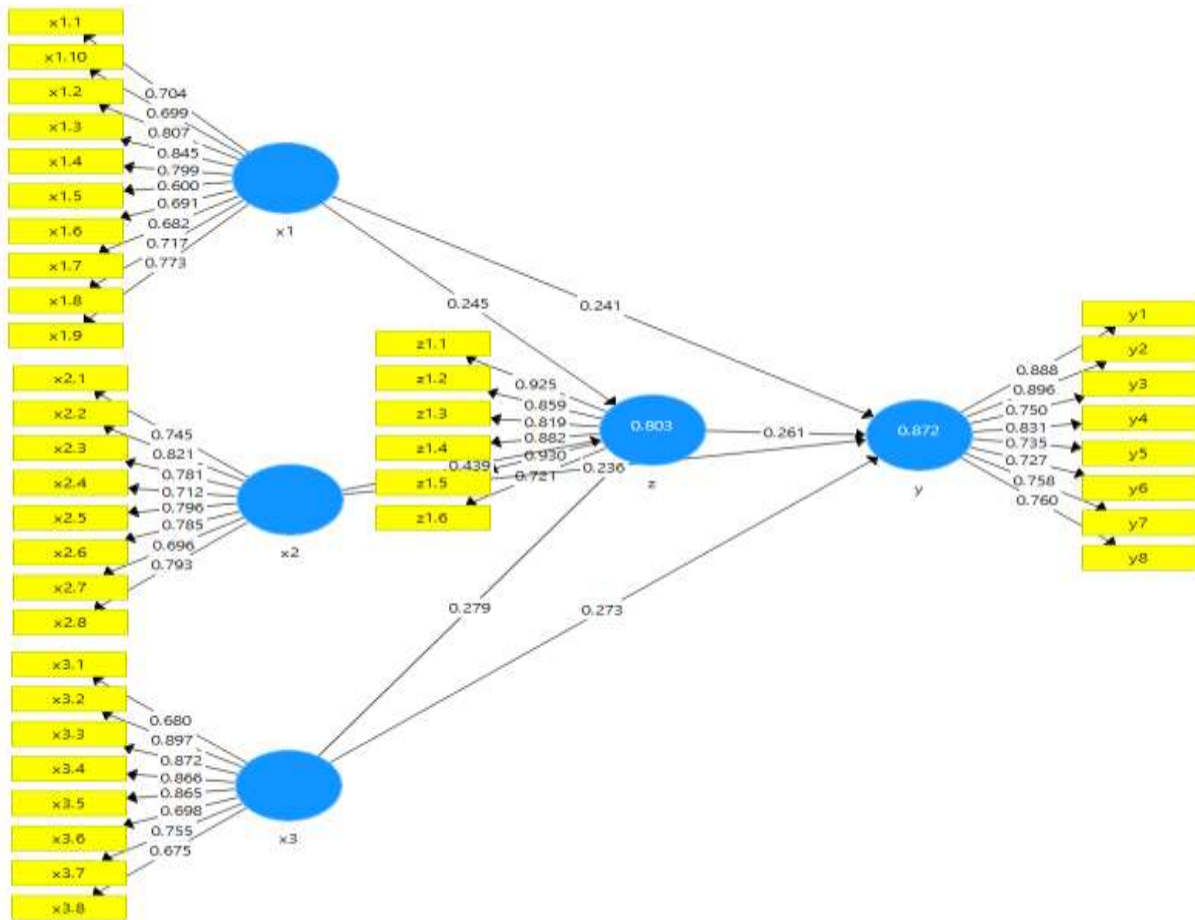 x1.1
x1.10
x1.2
x1.3
x1.4
x1.5
x1.6
x1.7
x1.8
x1.9
0.704
0.699
0.807
0.845
0.799
0.600
0.691
0.682
0.717
0.773
x1
0.245
0.241
x2.1
x2.2
x2.3
x2.4
x2.5
x2.6
x2.7
x2.8
0.745
0.821
0.781
0.712
0.796
0.785
0.696
0.793
x2
z1.1
z1.2
z1.3
z1.4
z1.5
z1.6
0.925
0.859
0.819
0.882
0.930
0.721
0.439
0.236
0.803
z
0.261
0.872
y
0.888
0.896
0.750
0.831
0.735
0.727
0.758
0.760
y1
y2
y3
y4
y5
y6
y7
y8
x3.1
x3.2
x3.3
x3.4
x3.5
x3.6
x3.7
x3.8
0.680
0.897
0.872
0.866
0.865
0.698
0.755
0.675
x3
0.279
0.273